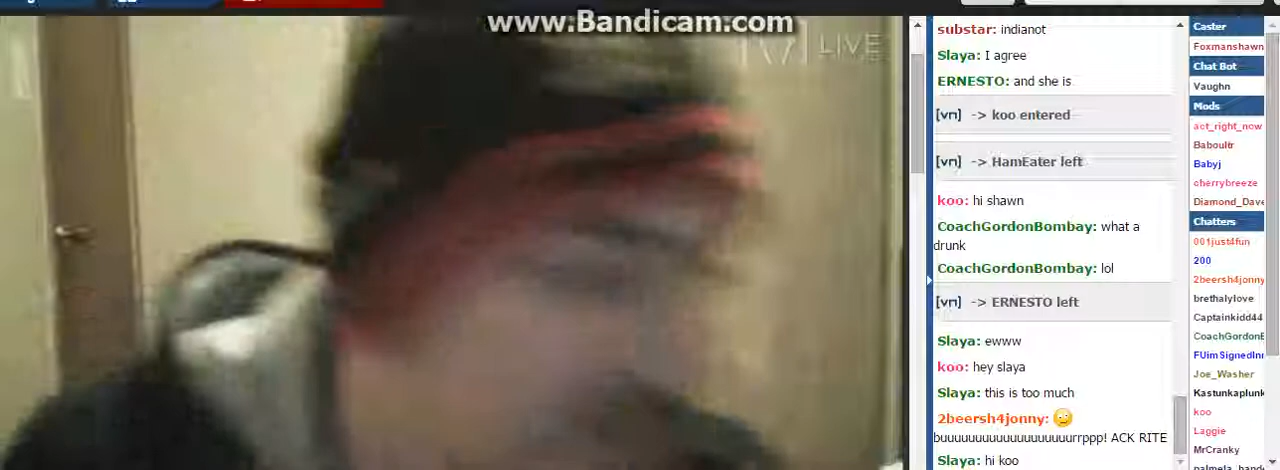 www.Bandicam.com
LIVE
substar: indianot
Slaya: I agree
ERNESTO: and she is
[vn] -> koo entered
[vn] -> HamEater left
koo: hi shawn
CoachGordonBombay: what a
drunk
CoachGordonBombay: lol
[vn] -> ERNESTO left
Slaya: ewww
koo: hey slaya
Slaya: this is too much
2beersh4jonny:
buuuuuuuuuuuuuuuuuurrppp! ACK RITE
Slaya: hi koo
Caster
Foxmanshawn
Chat Bot
Vaughn
Mods
act_right_now
Baboultr
Babyj
cherrybreeze
Diamond_Dave
Chatters
001just4fun
200
2beersh4jonny
brethalylove
Captainkidd44
CoachGordonB
FUimSignedInn
Joe_Washer
Kastunkaplunk
koo
Laggie
MrCranky